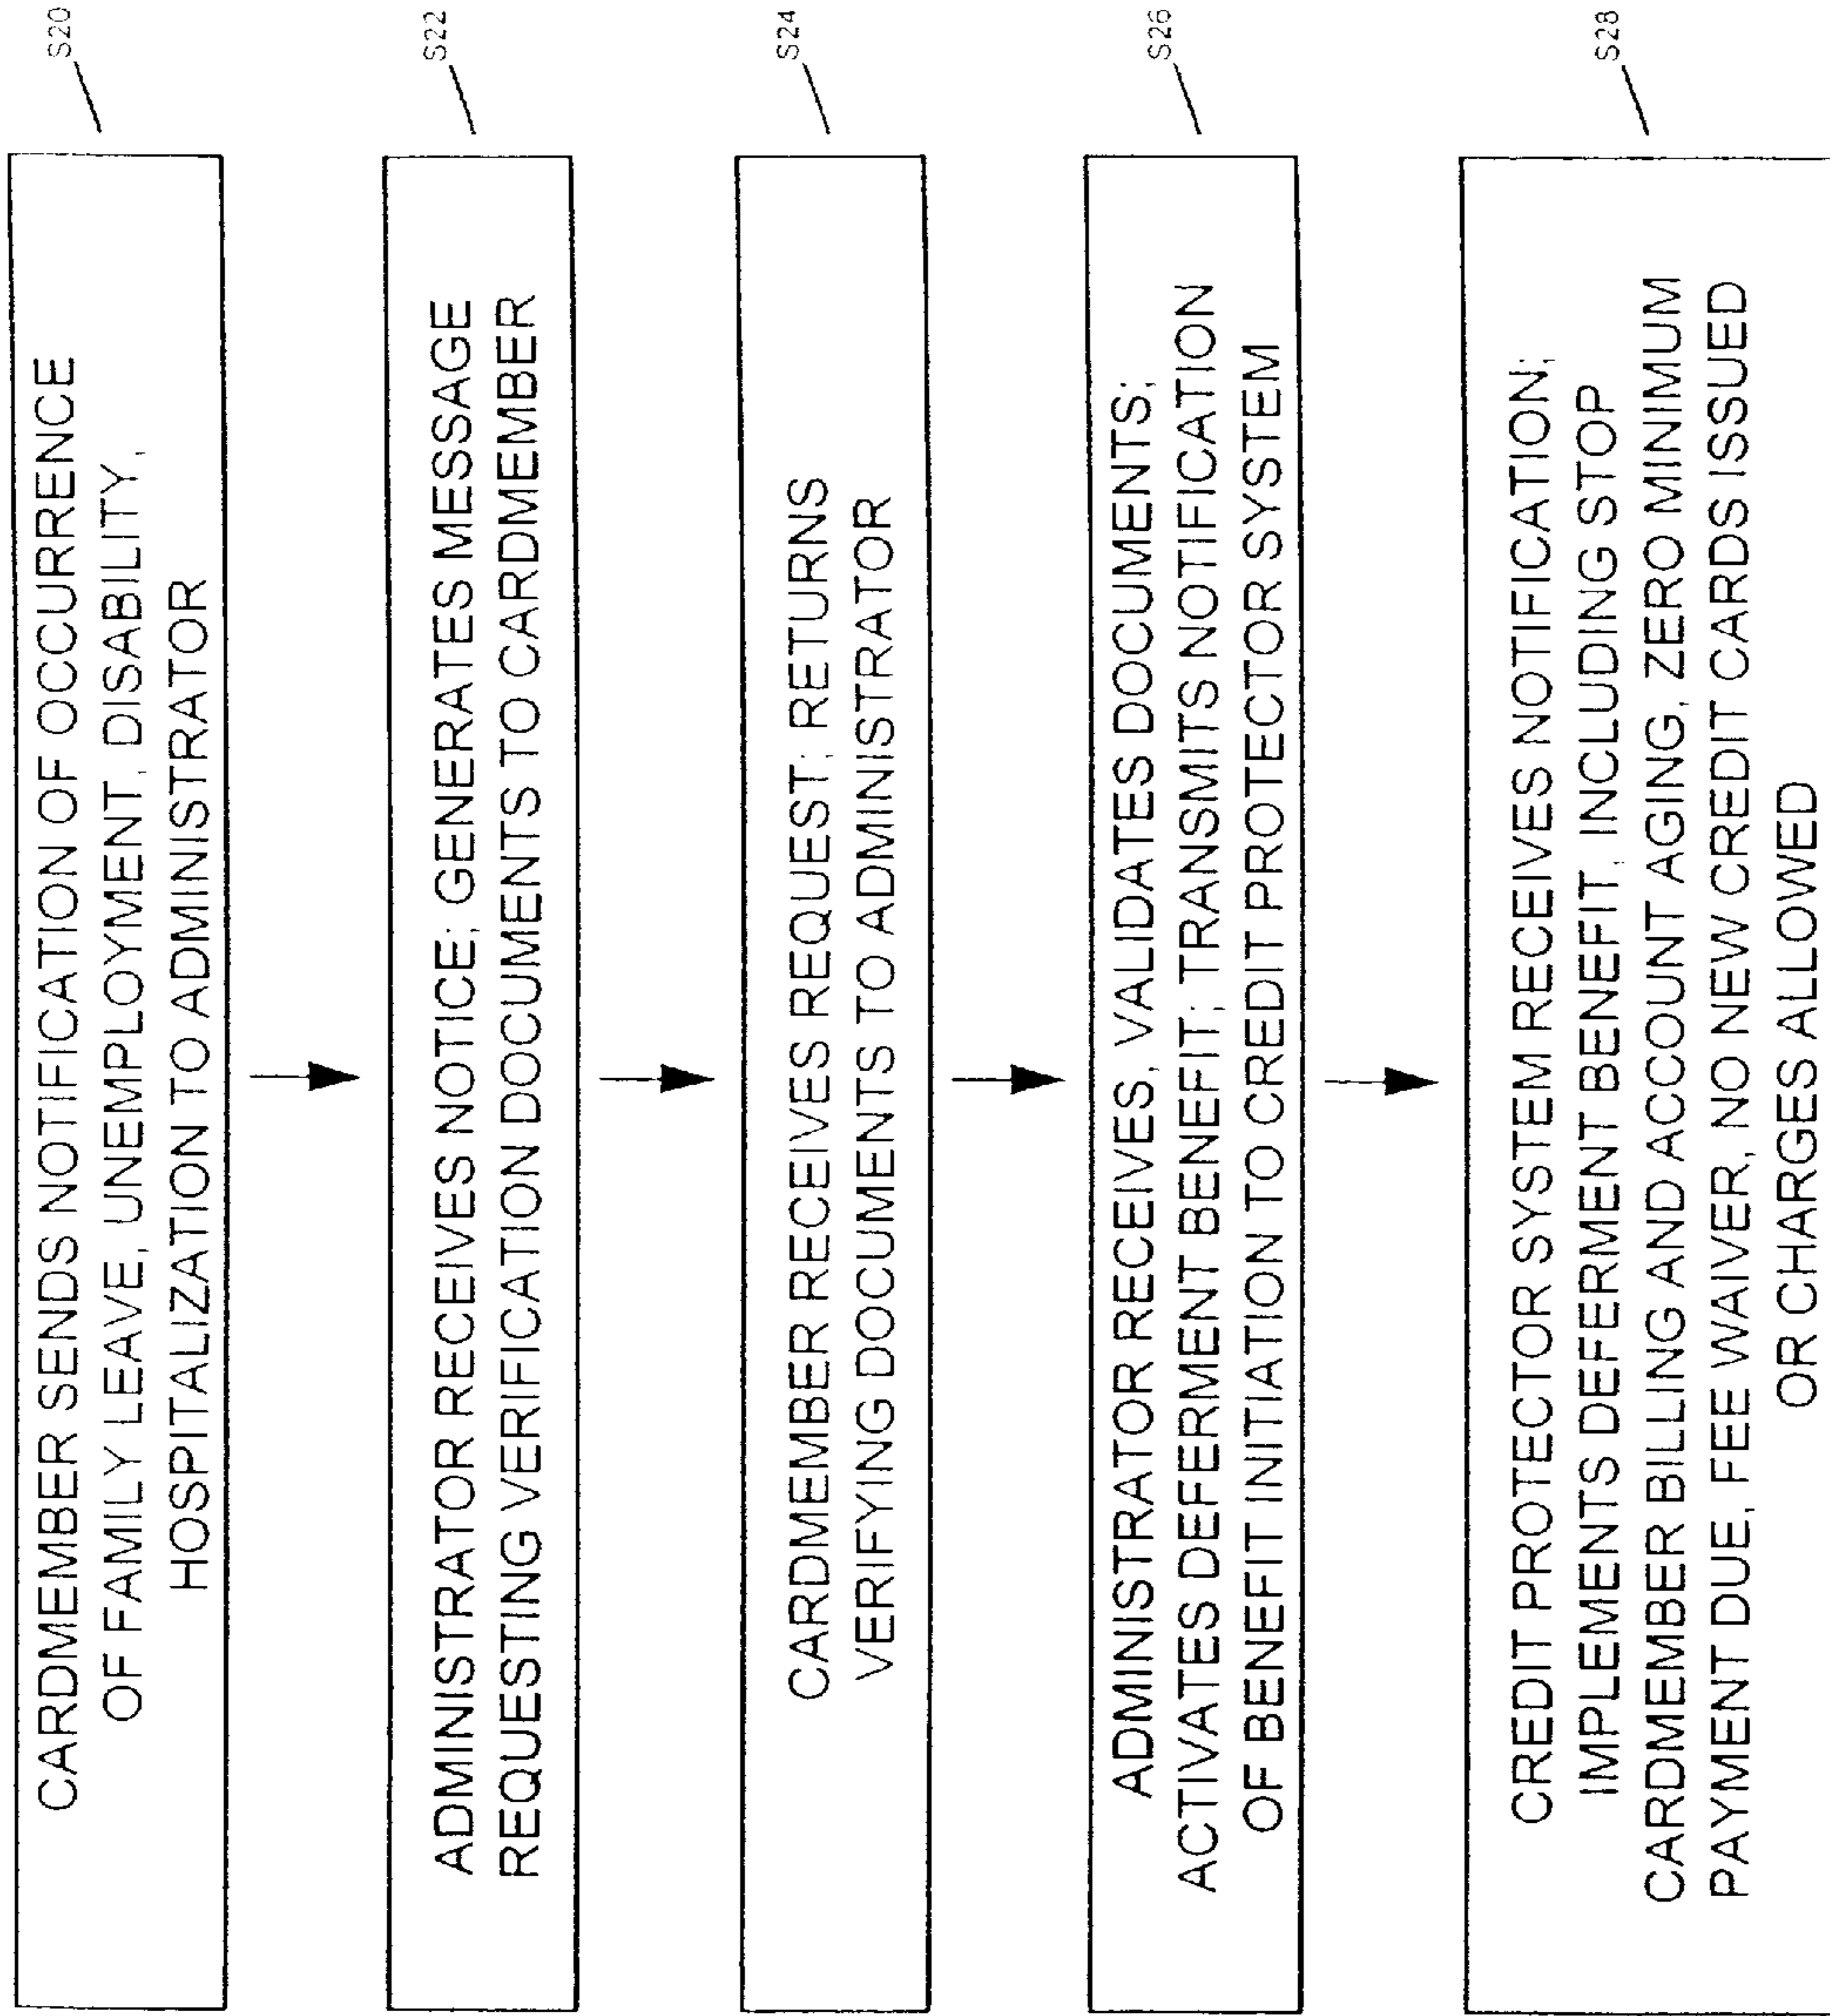 CARDMEMBER SENDS NOTIFICATION OF OCCURRENCE
OF FAMILY LEAVE, UNEMPLOYMENT, DISABILITY,
HOSPITALIZATION TO ADMINISTRATOR
S20
ADMINISTRATOR RECEIVES NOTICE; GENERATES MESSAGE
REQUESTING VERIFICATION DOCUMENTS TO CARDMEMBER
S22
CARDMEMBER RECEIVES REQUEST; RETURNS
VERIFYING DOCUMENTS TO ADMINISTRATOR
S24
ADMINISTRATOR RECEIVES, VALIDATES DOCUMENTS;
ACTIVATES DEFERMENT BENEFIT; TRANSMITS NOTIFICATION
OF BENEFIT INITIATION TO CREDIT PROTECTOR SYSTEM
S26
CREDIT PROTECTOR SYSTEM RECEIVES NOTIFICATION;
IMPLEMENTS DEFERMENT BENEFIT, INCLUDING STOP
CARDMEMBER BILLING AND ACCOUNT AGING, ZERO MINIMUM
PAYMENT DUE, FEE WAIVER, NO NEW CREDIT CARDS ISSUED
OR CHARGES ALLOWED
S28